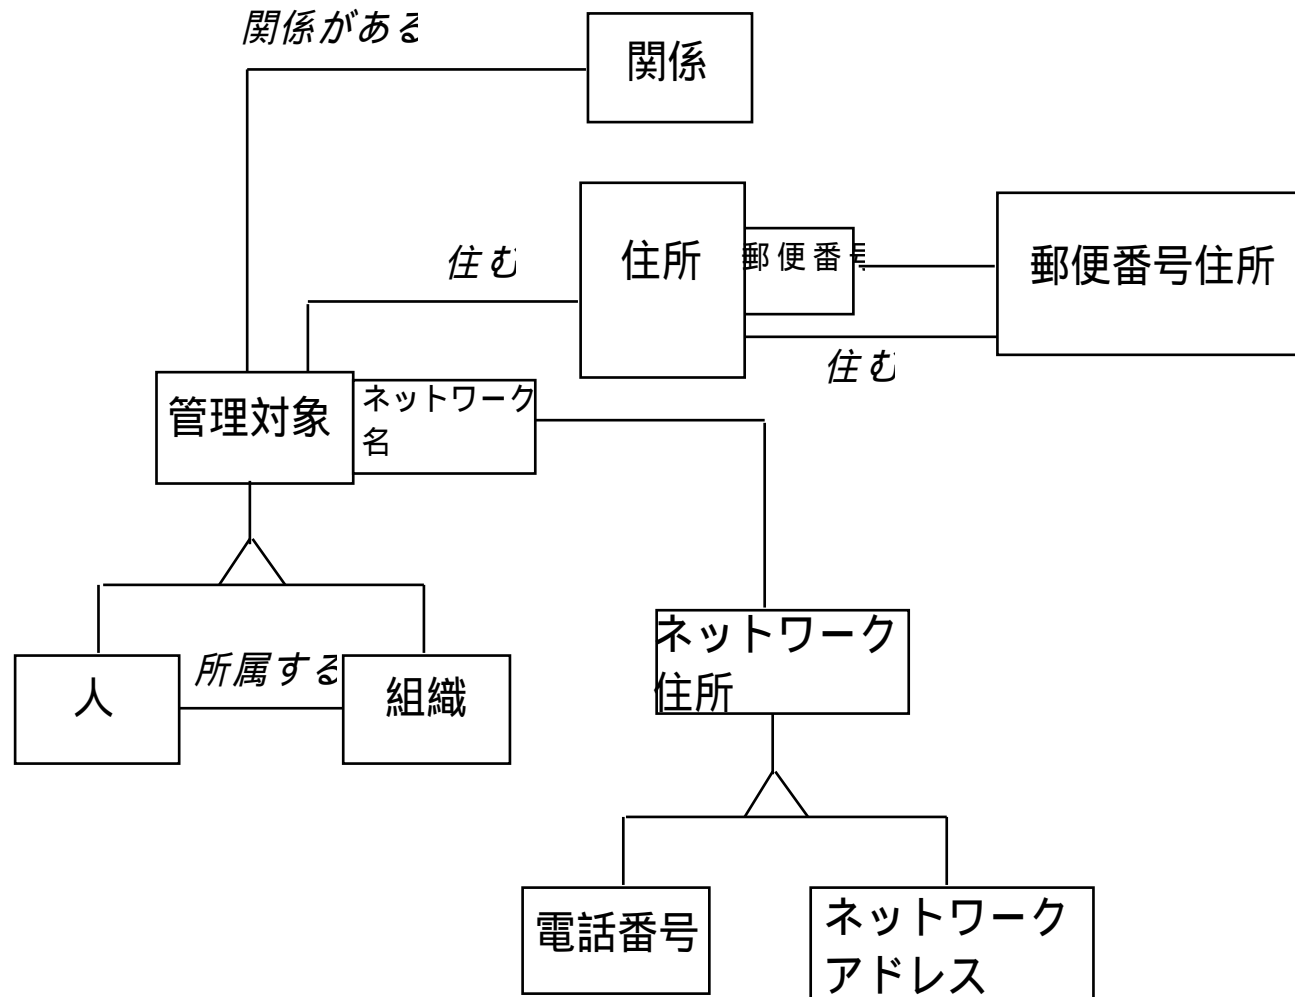 関係がある
関係
住所
郵便番号
郵便番号住所
住む
住む
管理対象
ネットワーク
名
ネットワーク
住所
所属する
人
組織
電話番号
ネットワーク
アドレス